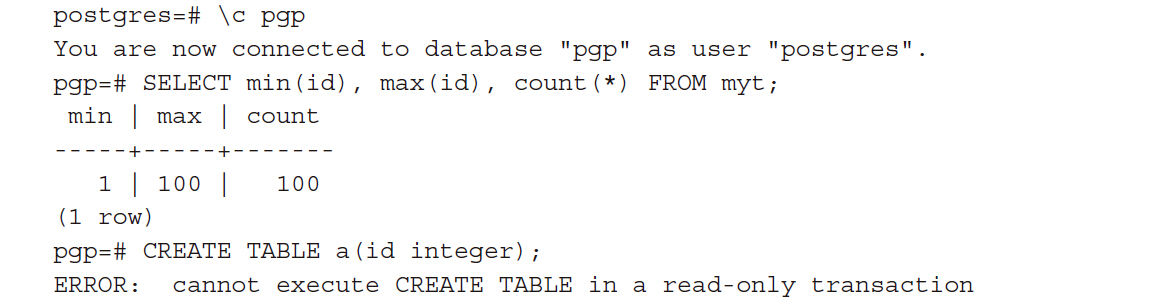 postgres=# \c pgp
You are now connected to database "pgp" as user "postgres".
pgp=# SELECT min(id), max(id), count(*) FROM myt;
 min | max | count
-----+-----+-------
   1 | 100 |   100
(1 row)
pgp=# CREATE TABLE a(id integer);
ERROR:  cannot execute CREATE TABLE in a read-only transaction